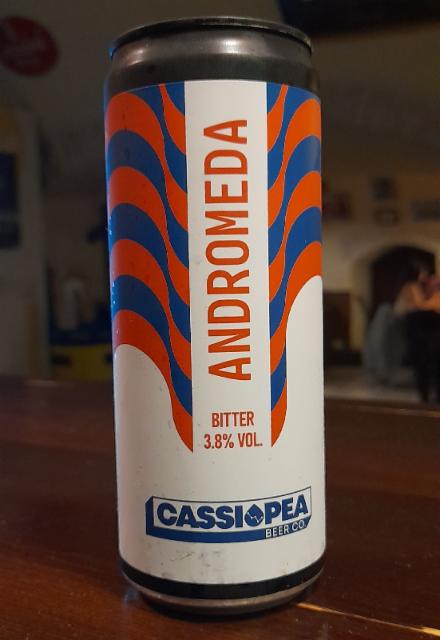 ANDROMEDA
BITTER
3.8% VOL.
CASSIOPEA
BEER CO.